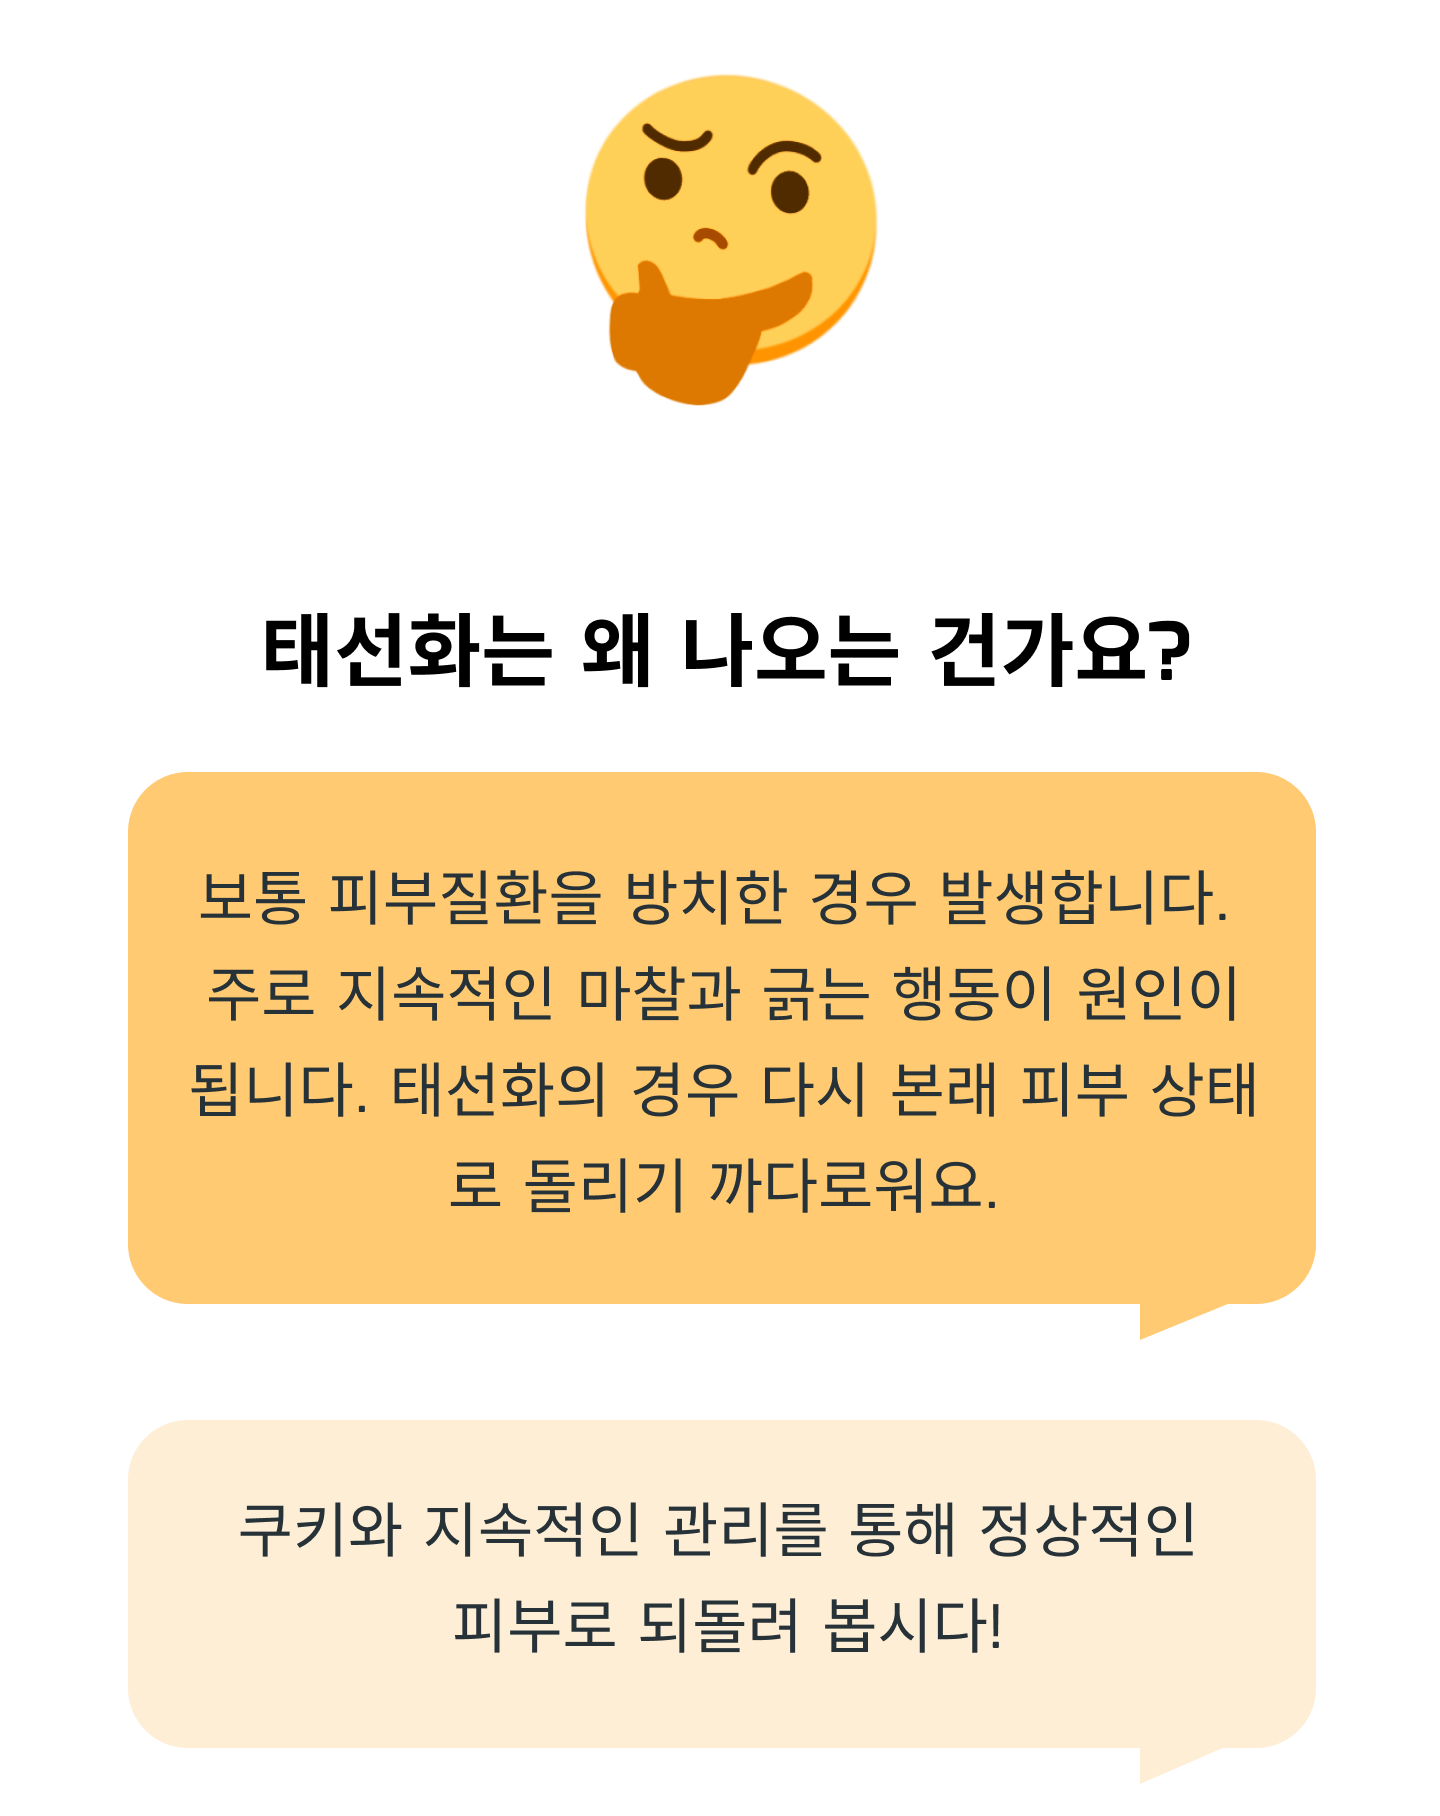 태선화는 왜 나오는 건가요?
보통 피부질환을 방치한 경우 발생합니다.
주로 지속적인 마찰과 긁는 행동이 원인이
됩니다. 태선화의 경우 다시 본래 피부 상태
로 돌리기 까다로워요.
쿠키와 지속적인 관리를 통해 정상적인
피부로 되돌려 봅시다!